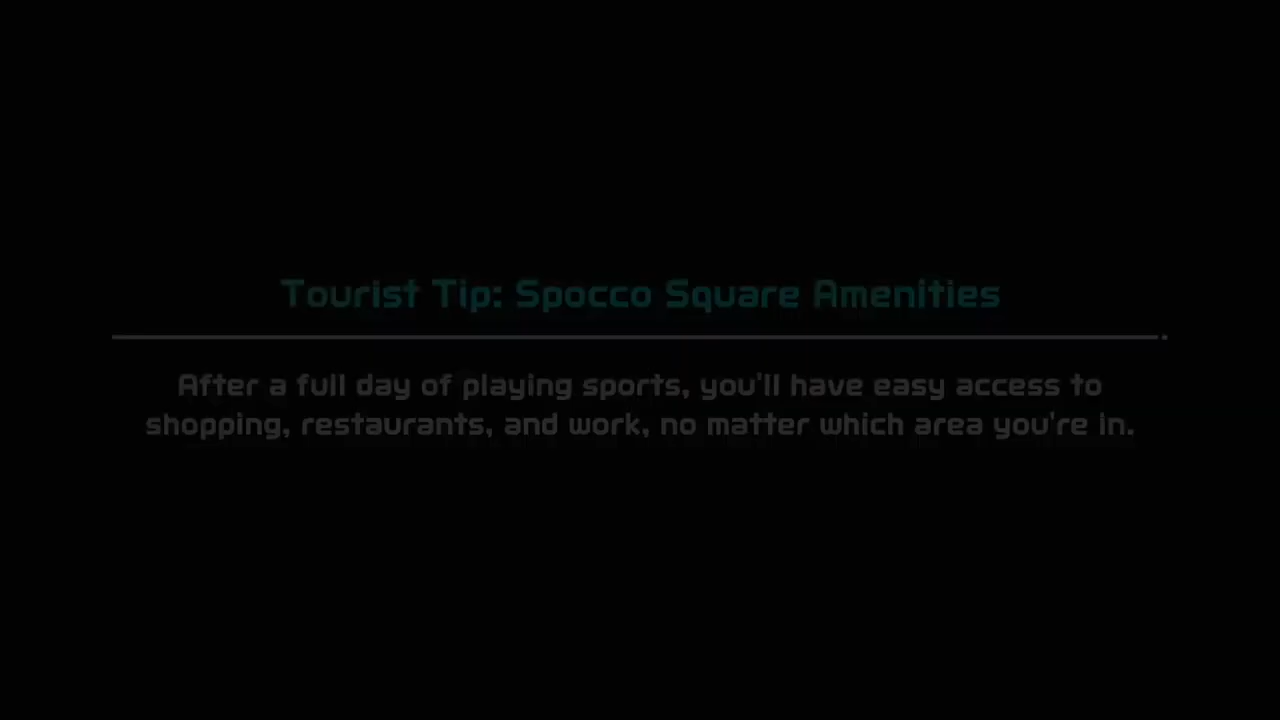 Tourist Tip: Spocco Square Amenities
After a full day of playing sports, you'll have easy access to
shopping, restaurants, and work, no matter which area you're in.